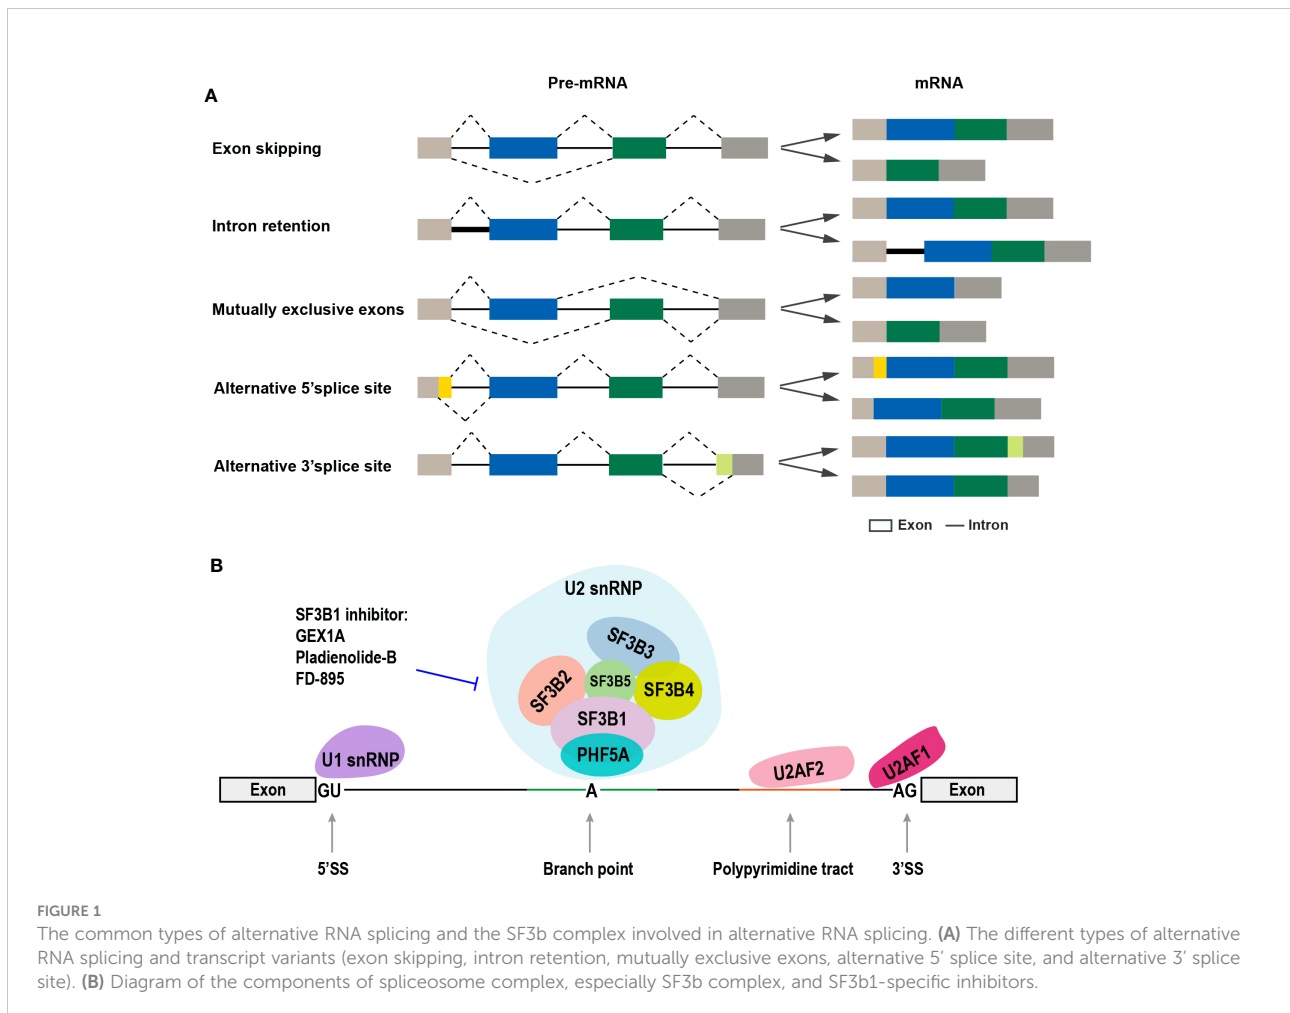 A
Pre-mRNA
mRNA
Exon skipping
Intron retention
Mutually exclusive exons
Alternative 5’splice site
Alternative 3’splice site
Exon
Intron
B
U2 snRNP
SF3B1 inhibitor:
GEX1A
Pladienolide-B
FD-895
SF3B3
SF3B2
SF3B5
SF3B4
SF3B1
PHF5A
U1 snRNP
U2AF2
U2AF1
Exon
GU
A
AG
Exon
5’SS
Branch point
Polypyrimidine tract
3’SS
FIGURE 1
The common types of alternative RNA splicing and the SF3b complex involved in alternative RNA splicing. (A) The different types of alternative
RNA splicing and transcript variants (exon skipping, intron retention, mutually exclusive exons, alternative 5′ splice site, and alternative 3′ splice
site). (B) Diagram of the components of spliceosome complex, especially SF3b complex, and SF3b1-specific inhibitors.